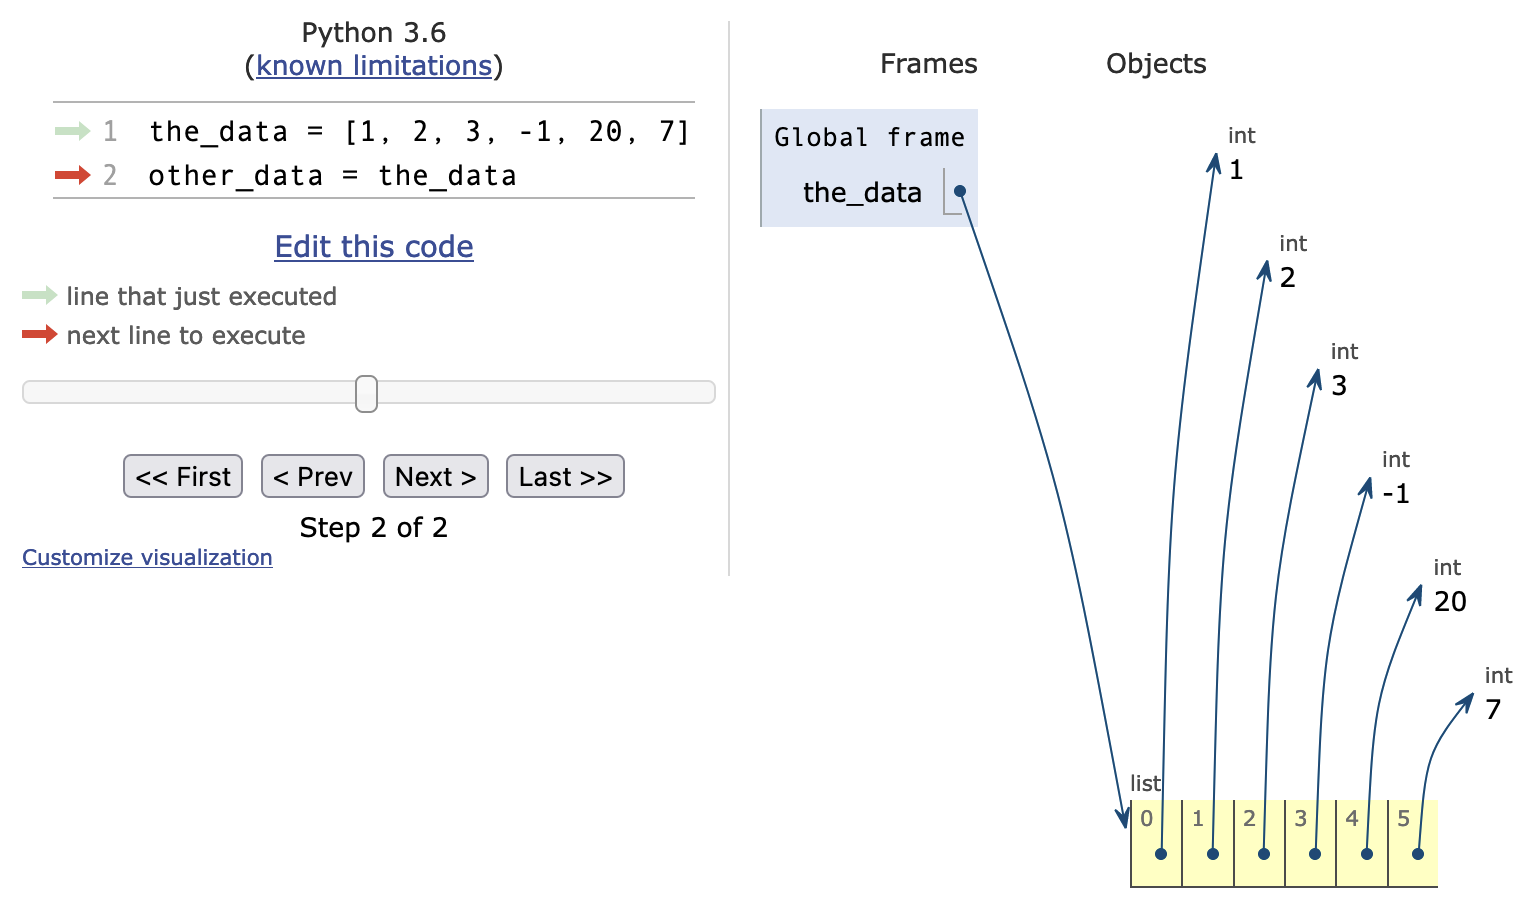 Python 3.6
(known limitations)
1 the_data = [1, 2, 3, -1, 20, 7]
2 other_data = the_data
Edit this code
line that just executed
next line to execute
<< First < Prev Next > Last >>
Step 2 of 2
Customize visualization
Frames Objects
Global frame
the_data
int
1
int
2
int
3
int
-1
int
20
int
7
list
0 1 2 3 4 5